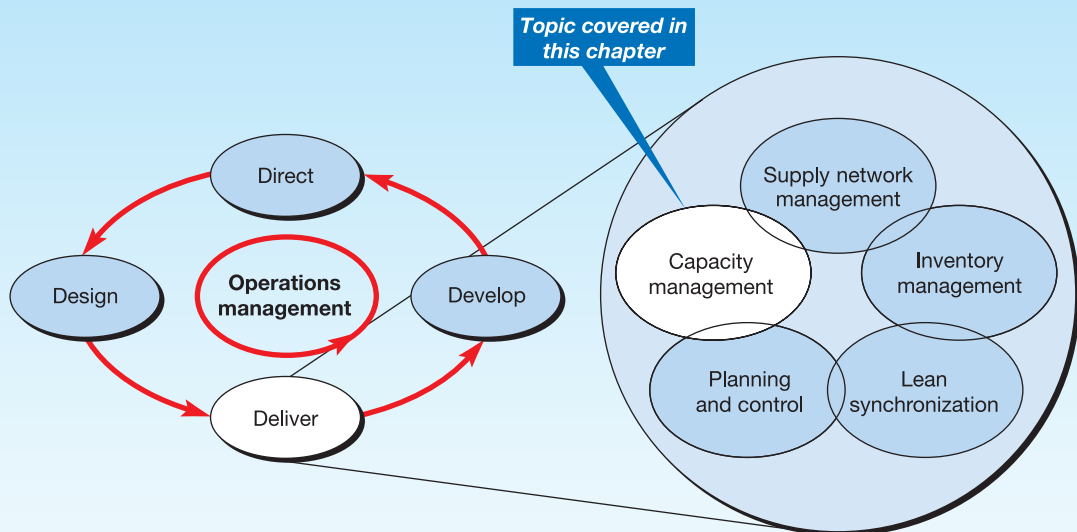 Topic covered in
this chapter
Direct
Design
Operations
management
Develop
Deliver
Supply network
management
Capacity
management
Inventory
management
Planning
and control
Lean
synchronization